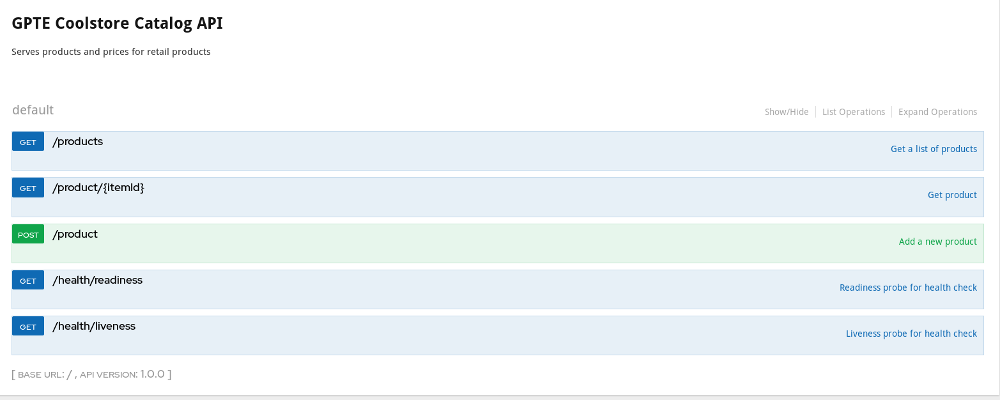 GPTE Coolstore Catalog API
Serves products and prices for retail products
default Show/Hide List Operations Expand Operations
GET /products Get a list of products
GET /product/{itemId} Get product
POST /product Add a new product
GET /health/readiness Readiness probe for health check
GET /health/liveness Liveness probe for health check
[ BASE URL: / , API VERSION: 1.0.0 ]